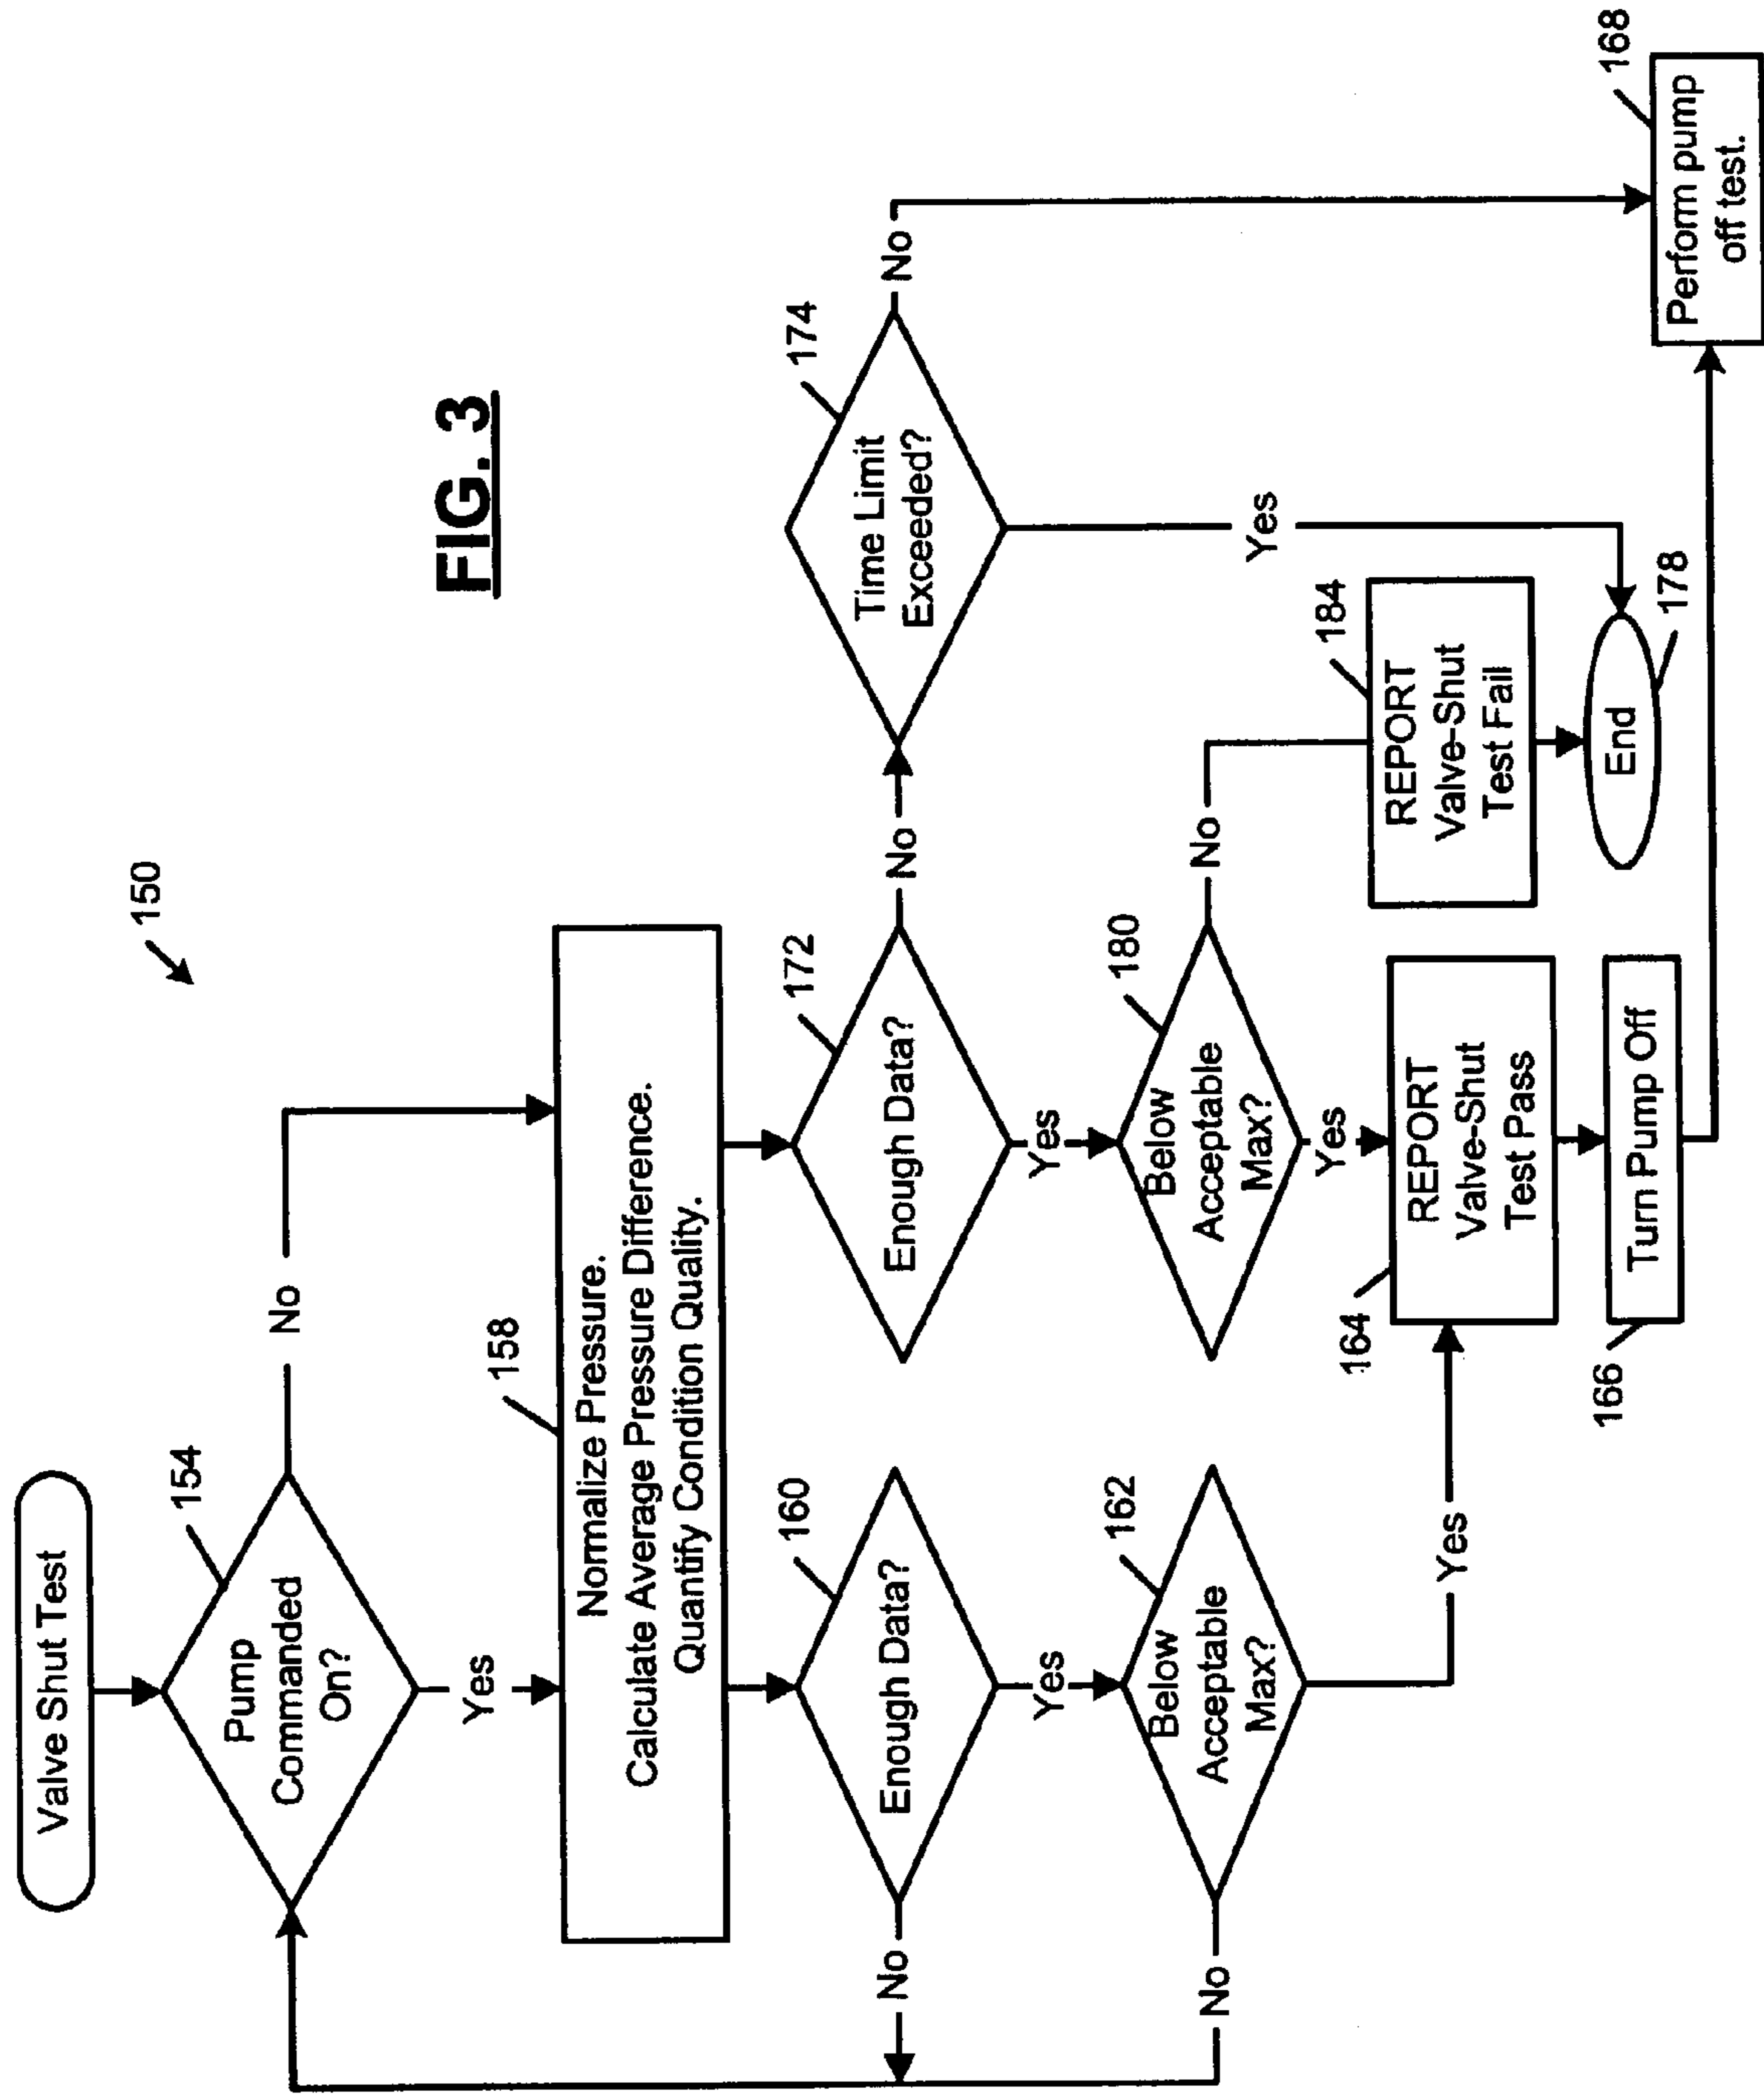 FIG. 3
150
Valve Shut Test
154
Pump
Commanded
On?
No
Yes
158
Normalize Pressure.
Calculate Average Pressure Difference.
Quantify Condition Quality.
160
Enough Data?
No
Yes
172
Enough Data?
No
Yes
174
Time Limit
Exceeded?
No
Yes
162
Below
Acceptable
Max?
No
Yes
180
Below
Acceptable
Max?
No
Yes
164
REPORT
Valve-Shut
Test Pass
184
REPORT
Valve-Shut
Test Fail
166
Turn Pump Off
End
178
168
Perform pump
off test.